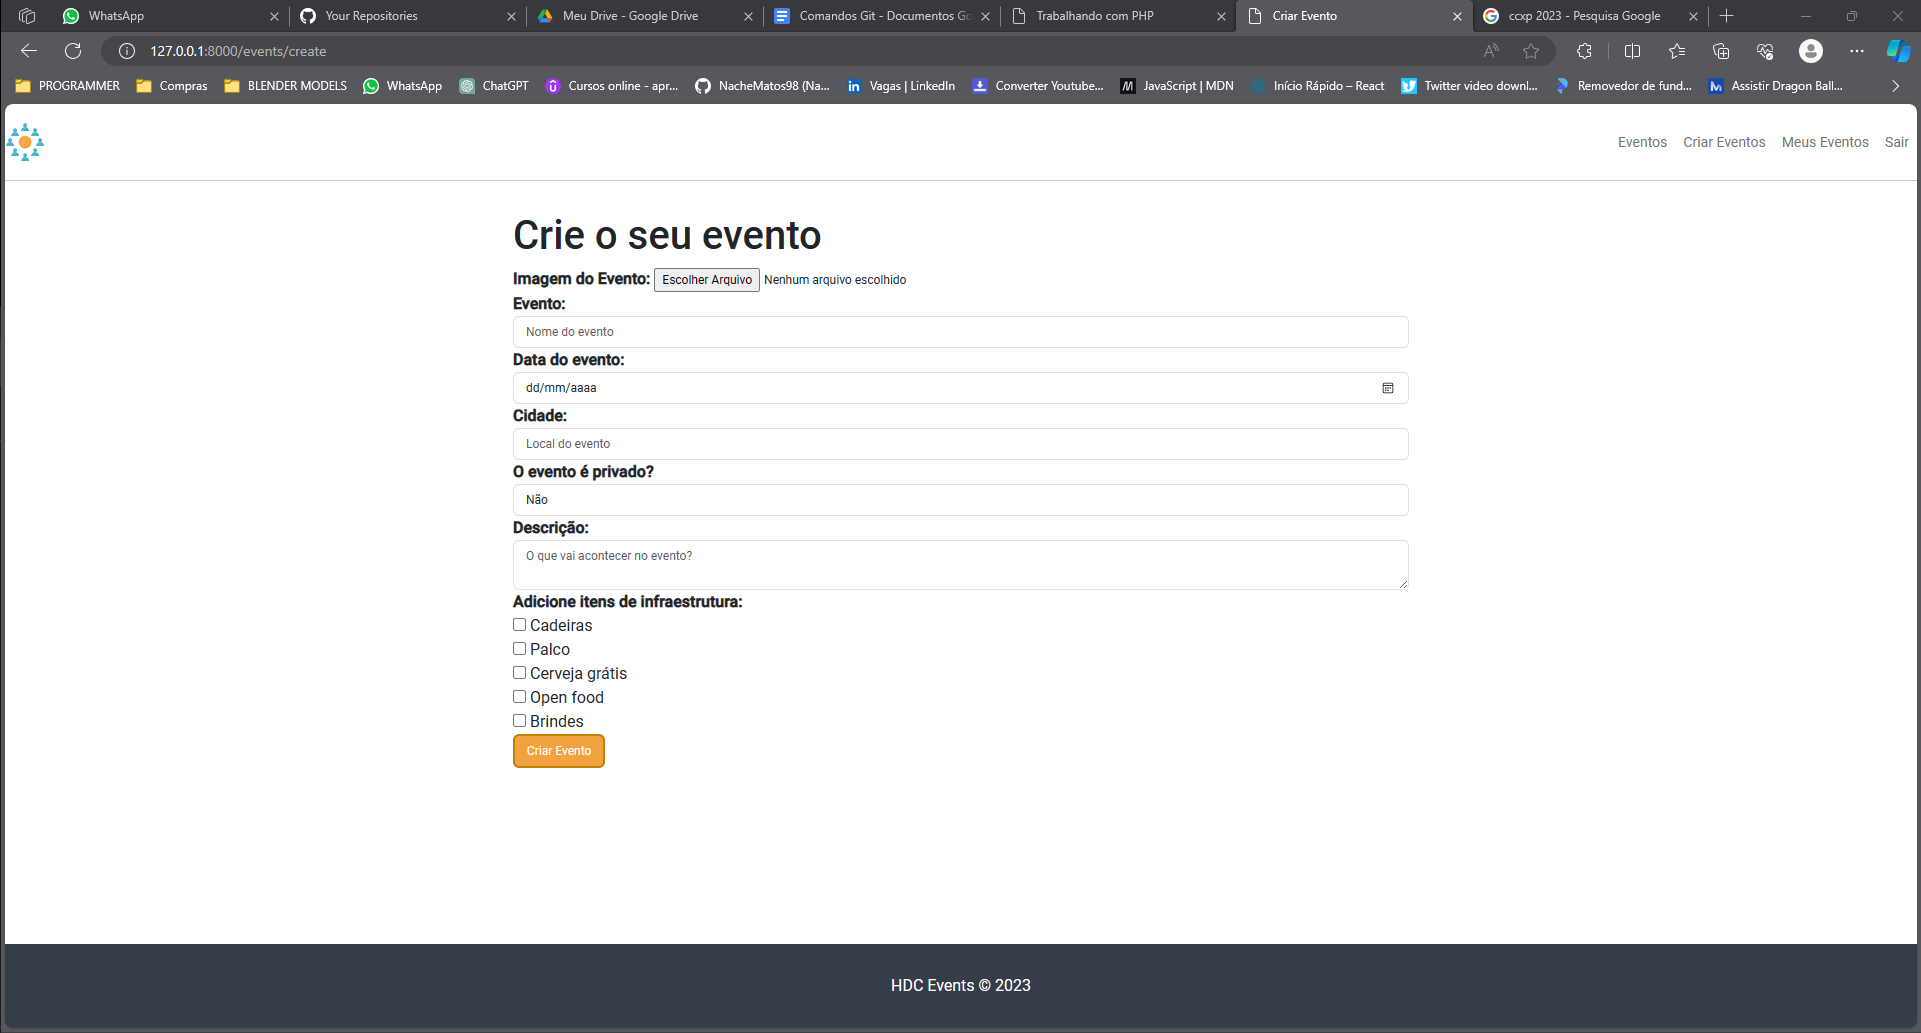 WhatsApp Your Repositories Meu Drive - Google Drive Comandos Git - Documentos Go Trabalhando com PHP Criar Evento ccxp 2023 - Pesquisa Google
127.0.0.1:8000/events/create
PROGRAMMER Compras BLENDER MODELS WhatsApp ChatGPT Cursos online - apr... NacheMatos98 (Na... Vagas | LinkedIn Converter Youtube... JavaScript | MDN Início Rápido – React Twitter video downl... Removedor de fund... Assistir Dragon Ball...
Eventos Criar Eventos Meus Eventos Sair
Crie o seu evento
Imagem do Evento: Escolher Arquivo Nenhum arquivo escolhido
Evento:
Nome do evento
Data do evento:
dd/mm/aaaa
Cidade:
Local do evento
O evento é privado?
Não
Descrição:
O que vai acontecer no evento?
Adicione itens de infraestrutura:
Cadeiras
Palco
Cerveja grátis
Open food
Brindes
Criar Evento
HDC Events © 2023